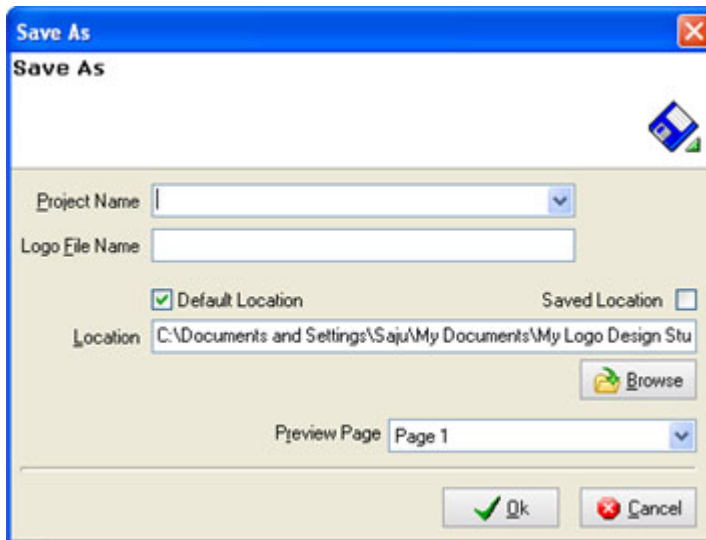 Save As
Save As
Project Name
Logo File Name
Default Location Saved Location
Location C:\Documents and Settings\Saju\My Documents\My Logo Design Stu
Browse
Preview Page Page 1
Ok Cancel